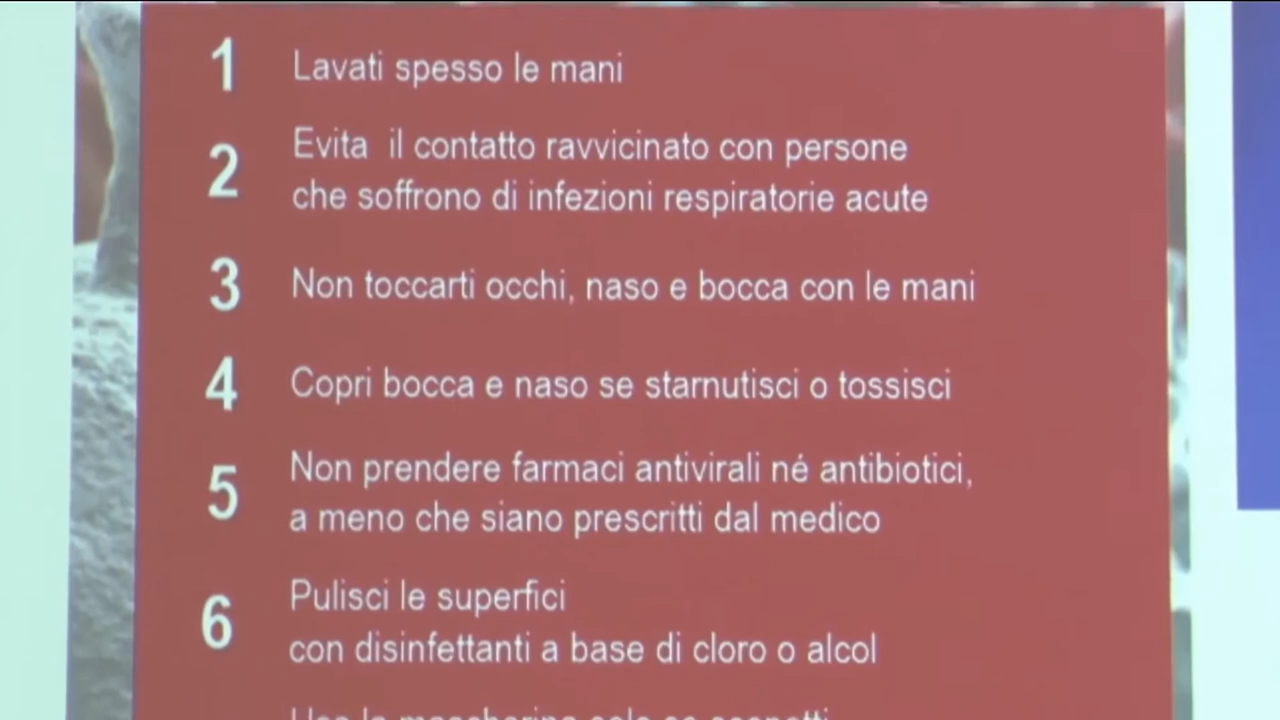 1 Lavati spesso le mani
2 Evita il contatto ravvicinato con persone
che soffrono di infezioni respiratorie acute
3 Non toccarti occhi, naso e bocca con le mani
4 Copri bocca e naso se starnutisci o tossisci
5 Non prendere farmaci antivirali né antibiotici,
a meno che siano prescritti dal medico
6 Pulisci le superfici
con disinfettanti a base di cloro o alcol